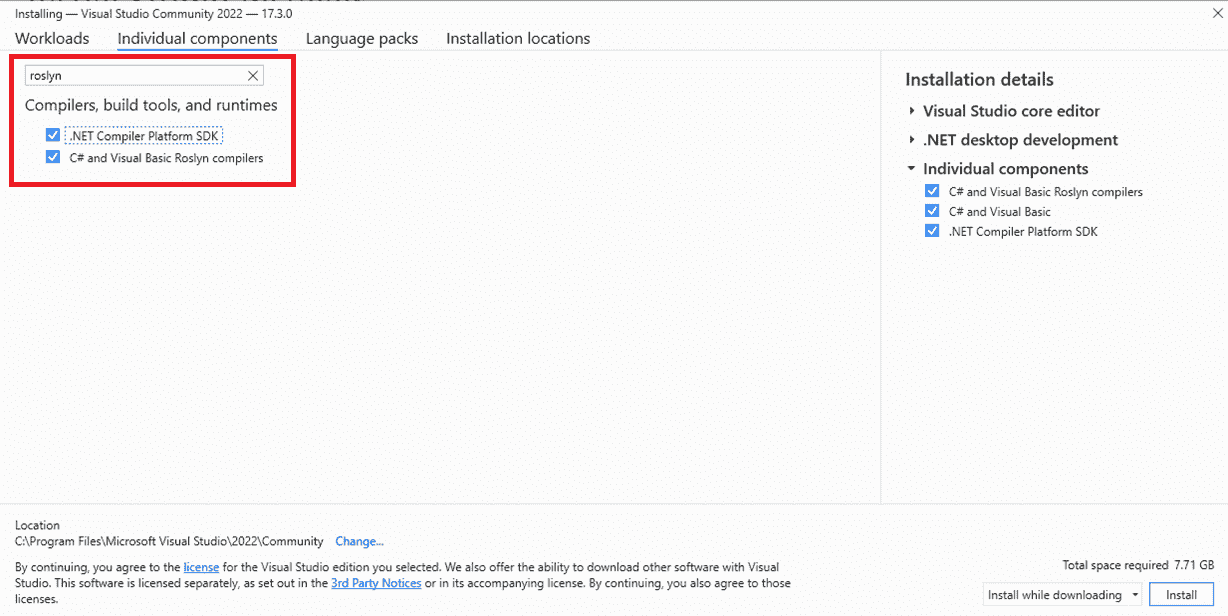 Installing — Visual Studio Community 2022 — 17.3.0
Workloads Individual components Language packs Installation locations
roslyn
Compilers, build tools, and runtimes
.NET Compiler Platform SDK
C# and Visual Basic Roslyn compilers
Installation details
Visual Studio core editor
.NET desktop development
Individual components
C# and Visual Basic Roslyn compilers
C# and Visual Basic
.NET Compiler Platform SDK
Location
C:\Program Files\Microsoft Visual Studio\2022\Community Change...
By continuing, you agree to the license for the Visual Studio edition you selected. We also offer the ability to download other software with Visual
Studio. This software is licensed separately, as set out in the 3rd Party Notices or in its accompanying license. By continuing, you also agree to those
licenses.
Total space required 7.71 GB
Install while downloading Install